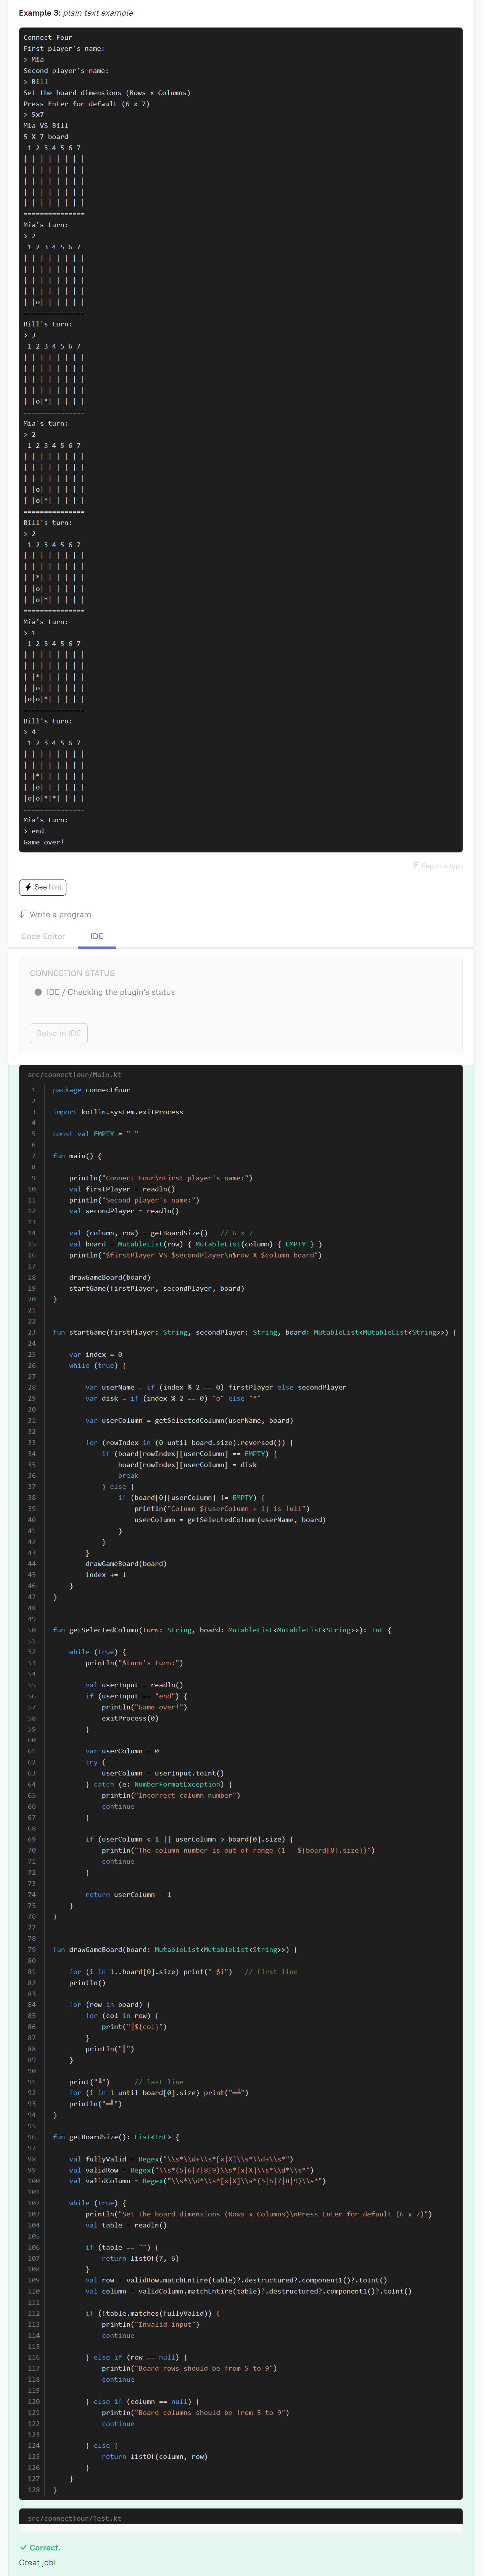 Example 3: plain text example
Connect Four
First player's name:
> Mia
Second player's name:
> Bill
Set the board dimensions (Rows x Columns)
Press Enter for default (6 x 7)
> 5x7
Mia VS Bill
5 X 7 board
 1 2 3 4 5 6 7
| | | | | | | |
| | | | | | | |
| | | | | | | |
| | | | | | | |
| | | | | | | |
===============
Mia's turn:
> 2
 1 2 3 4 5 6 7
| | | | | | | |
| | | | | | | |
| | | | | | | |
| | | | | | | |
| |o| | | | | |
===============
Bill's turn:
> 3
 1 2 3 4 5 6 7
| | | | | | | |
| | | | | | | |
| | | | | | | |
| | | | | | | |
| |o|*| | | | |
===============
Mia's turn:
> 2
 1 2 3 4 5 6 7
| | | | | | | |
| | | | | | | |
| | | | | | | |
| |o| | | | | |
| |o|*| | | | |
===============
Bill's turn:
> 2
 1 2 3 4 5 6 7
| | | | | | | |
| | | | | | | |
| |*| | | | | |
| |o| | | | | |
| |o|*| | | | |
===============
Mia's turn:
> 1
 1 2 3 4 5 6 7
| | | | | | | |
| | | | | | | |
| |*| | | | | |
| |o| | | | | |
|o|o|*| | | | |
===============
Bill's turn:
> 4
 1 2 3 4 5 6 7
| | | | | | | |
| | | | | | | |
| |*| | | | | |
| |o| | | | | |
|o|o|*|*| | | |
===============
Mia's turn:
> end
Game over!
Report a typo
See hint
Write a program
Code Editor IDE
CONNECTION STATUS
IDE / Checking the plugin's status
Solve in IDE
src/connectfour/Main.kt
1 package connectfour
2
3 import kotlin.system.exitProcess
4
5 const val EMPTY = " "
6
7 fun main() {
8
9     println("Connect Four\nFirst player's name:")
10     val firstPlayer = readln()
11     println("Second player's name:")
12     val secondPlayer = readln()
13
14     val (column, row) = getBoardSize()   // 6 x 7
15     val board = MutableList(row) { MutableList(column) { EMPTY } }
16     println("$firstPlayer VS $secondPlayer\n$row X $column board")
17
18     drawGameBoard(board)
19     startGame(firstPlayer, secondPlayer, board)
20 }
21
22
23 fun startGame(firstPlayer: String, secondPlayer: String, board: MutableList<MutableList<String>>) {
24
25     var index = 0
26     while (true) {
27
28         var userName = if (index % 2 == 0) firstPlayer else secondPlayer
29         var disk = if (index % 2 == 0) "o" else "*"
30
31         var userColumn = getSelectedColumn(userName, board)
32
33         for (rowIndex in (0 until board.size).reversed()) {
34             if (board[rowIndex][userColumn] == EMPTY) {
35                 board[rowIndex][userColumn] = disk
36                 break
37             } else {
38                 if (board[0][userColumn] != EMPTY) {
39                     println("Column ${userColumn + 1} is full")
40                     userColumn = getSelectedColumn(userName, board)
41                 }
42             }
43         }
44         drawGameBoard(board)
45         index += 1
46     }
47 }
48
49
50 fun getSelectedColumn(turn: String, board: MutableList<MutableList<String>>): Int {
51
52     while (true) {
53         println("$turn's turn:")
54
55         val userInput = readln()
56         if (userInput == "end") {
57             println("Game over!")
58             exitProcess(0)
59         }
60
61         var userColumn = 0
62         try {
63             userColumn = userInput.toInt()
64         } catch (e: NumberFormatException) {
65             println("Incorrect column number")
66             continue
67         }
68
69         if (userColumn < 1 || userColumn > board[0].size) {
70             println("The column number is out of range (1 - ${board[0].size})")
71             continue
72         }
73
74         return userColumn - 1
75     }
76 }
77
78
79 fun drawGameBoard(board: MutableList<MutableList<String>>) {
80
81     for (i in 1..board[0].size) print(" $i")   // first line
82     println()
83
84     for (row in board) {
85         for (col in row) {
86             print("║${col}")
87         }
88         println("║")
89     }
90
91     print("╚")      // last line
92     for (i in 1 until board[0].size) print("═╩")
93     println("═╝")
94 }
95
96 fun getBoardSize(): List<Int> {
97
98     val fullyValid = Regex("\\s*\\d+\\s*[x|X]\\s*\\d+\\s*")
99     val validRow = Regex("\\s*(5|6|7|8|9)\\s*[x|X]\\s*\\d*\\s*")
100     val validColumn = Regex("\\s*\\d*\\s*[x|X]\\s*(5|6|7|8|9)\\s*")
101
102     while (true) {
103         println("Set the board dimensions (Rows x Columns)\nPress Enter for default (6 x 7)")
104         val table = readln()
105
106         if (table == "") {
107             return listOf(7, 6)
108         }
109         val row = validRow.matchEntire(table)?.destructured?.component1()?.toInt()
110         val column = validColumn.matchEntire(table)?.destructured?.component1()?.toInt()
111
112         if (!table.matches(fullyValid)) {
113             println("Invalid input")
114             continue
115
116         } else if (row == null) {
117             println("Board rows should be from 5 to 9")
118             continue
119
120         } else if (column == null) {
121             println("Board columns should be from 5 to 9")
122             continue
123
124         } else {
125             return listOf(column, row)
126         }
127     }
128 }
src/connectfour/Test.kt
Correct.
Great job!